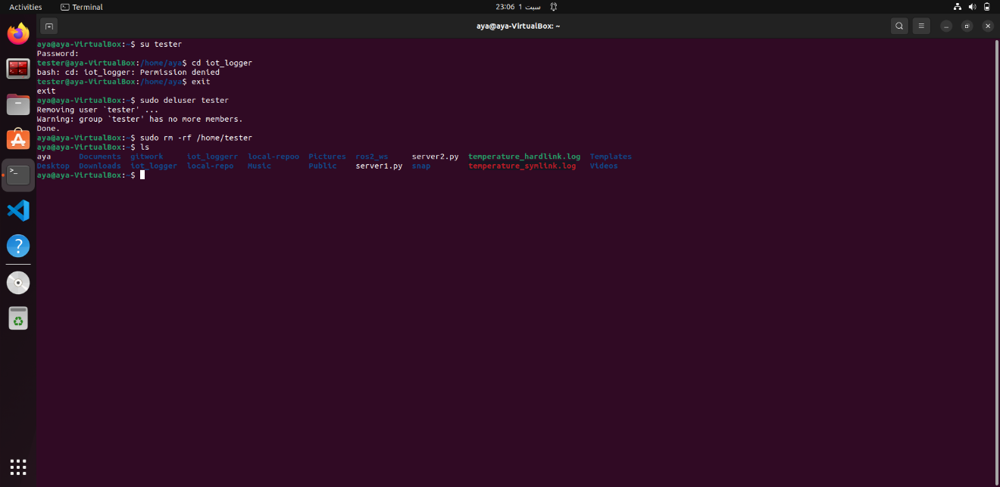 Activities
Terminal
23:06 1 سبت
aya@aya-VirtualBox: ~
aya@aya-VirtualBox:~$ su tester
Password:
tester@aya-VirtualBox:/home/aya$ cd iot_logger
bash: cd: iot_logger: Permission denied
tester@aya-VirtualBox:/home/aya$ exit
exit
aya@aya-VirtualBox:~$ sudo deluser tester
Removing user `tester' ...
Warning: group `tester' has no more members.
Done.
aya@aya-VirtualBox:~$ sudo rm -rf /home/tester
aya@aya-VirtualBox:~$ ls
aya Documents gitwork iot_loggerr local-repoo Pictures ros2_ws server2.py temperature_hardlink.log Templates
Desktop Downloads iot_logger local-repo Music Public server1.py snap temperature_symlink.log Videos
aya@aya-VirtualBox:~$